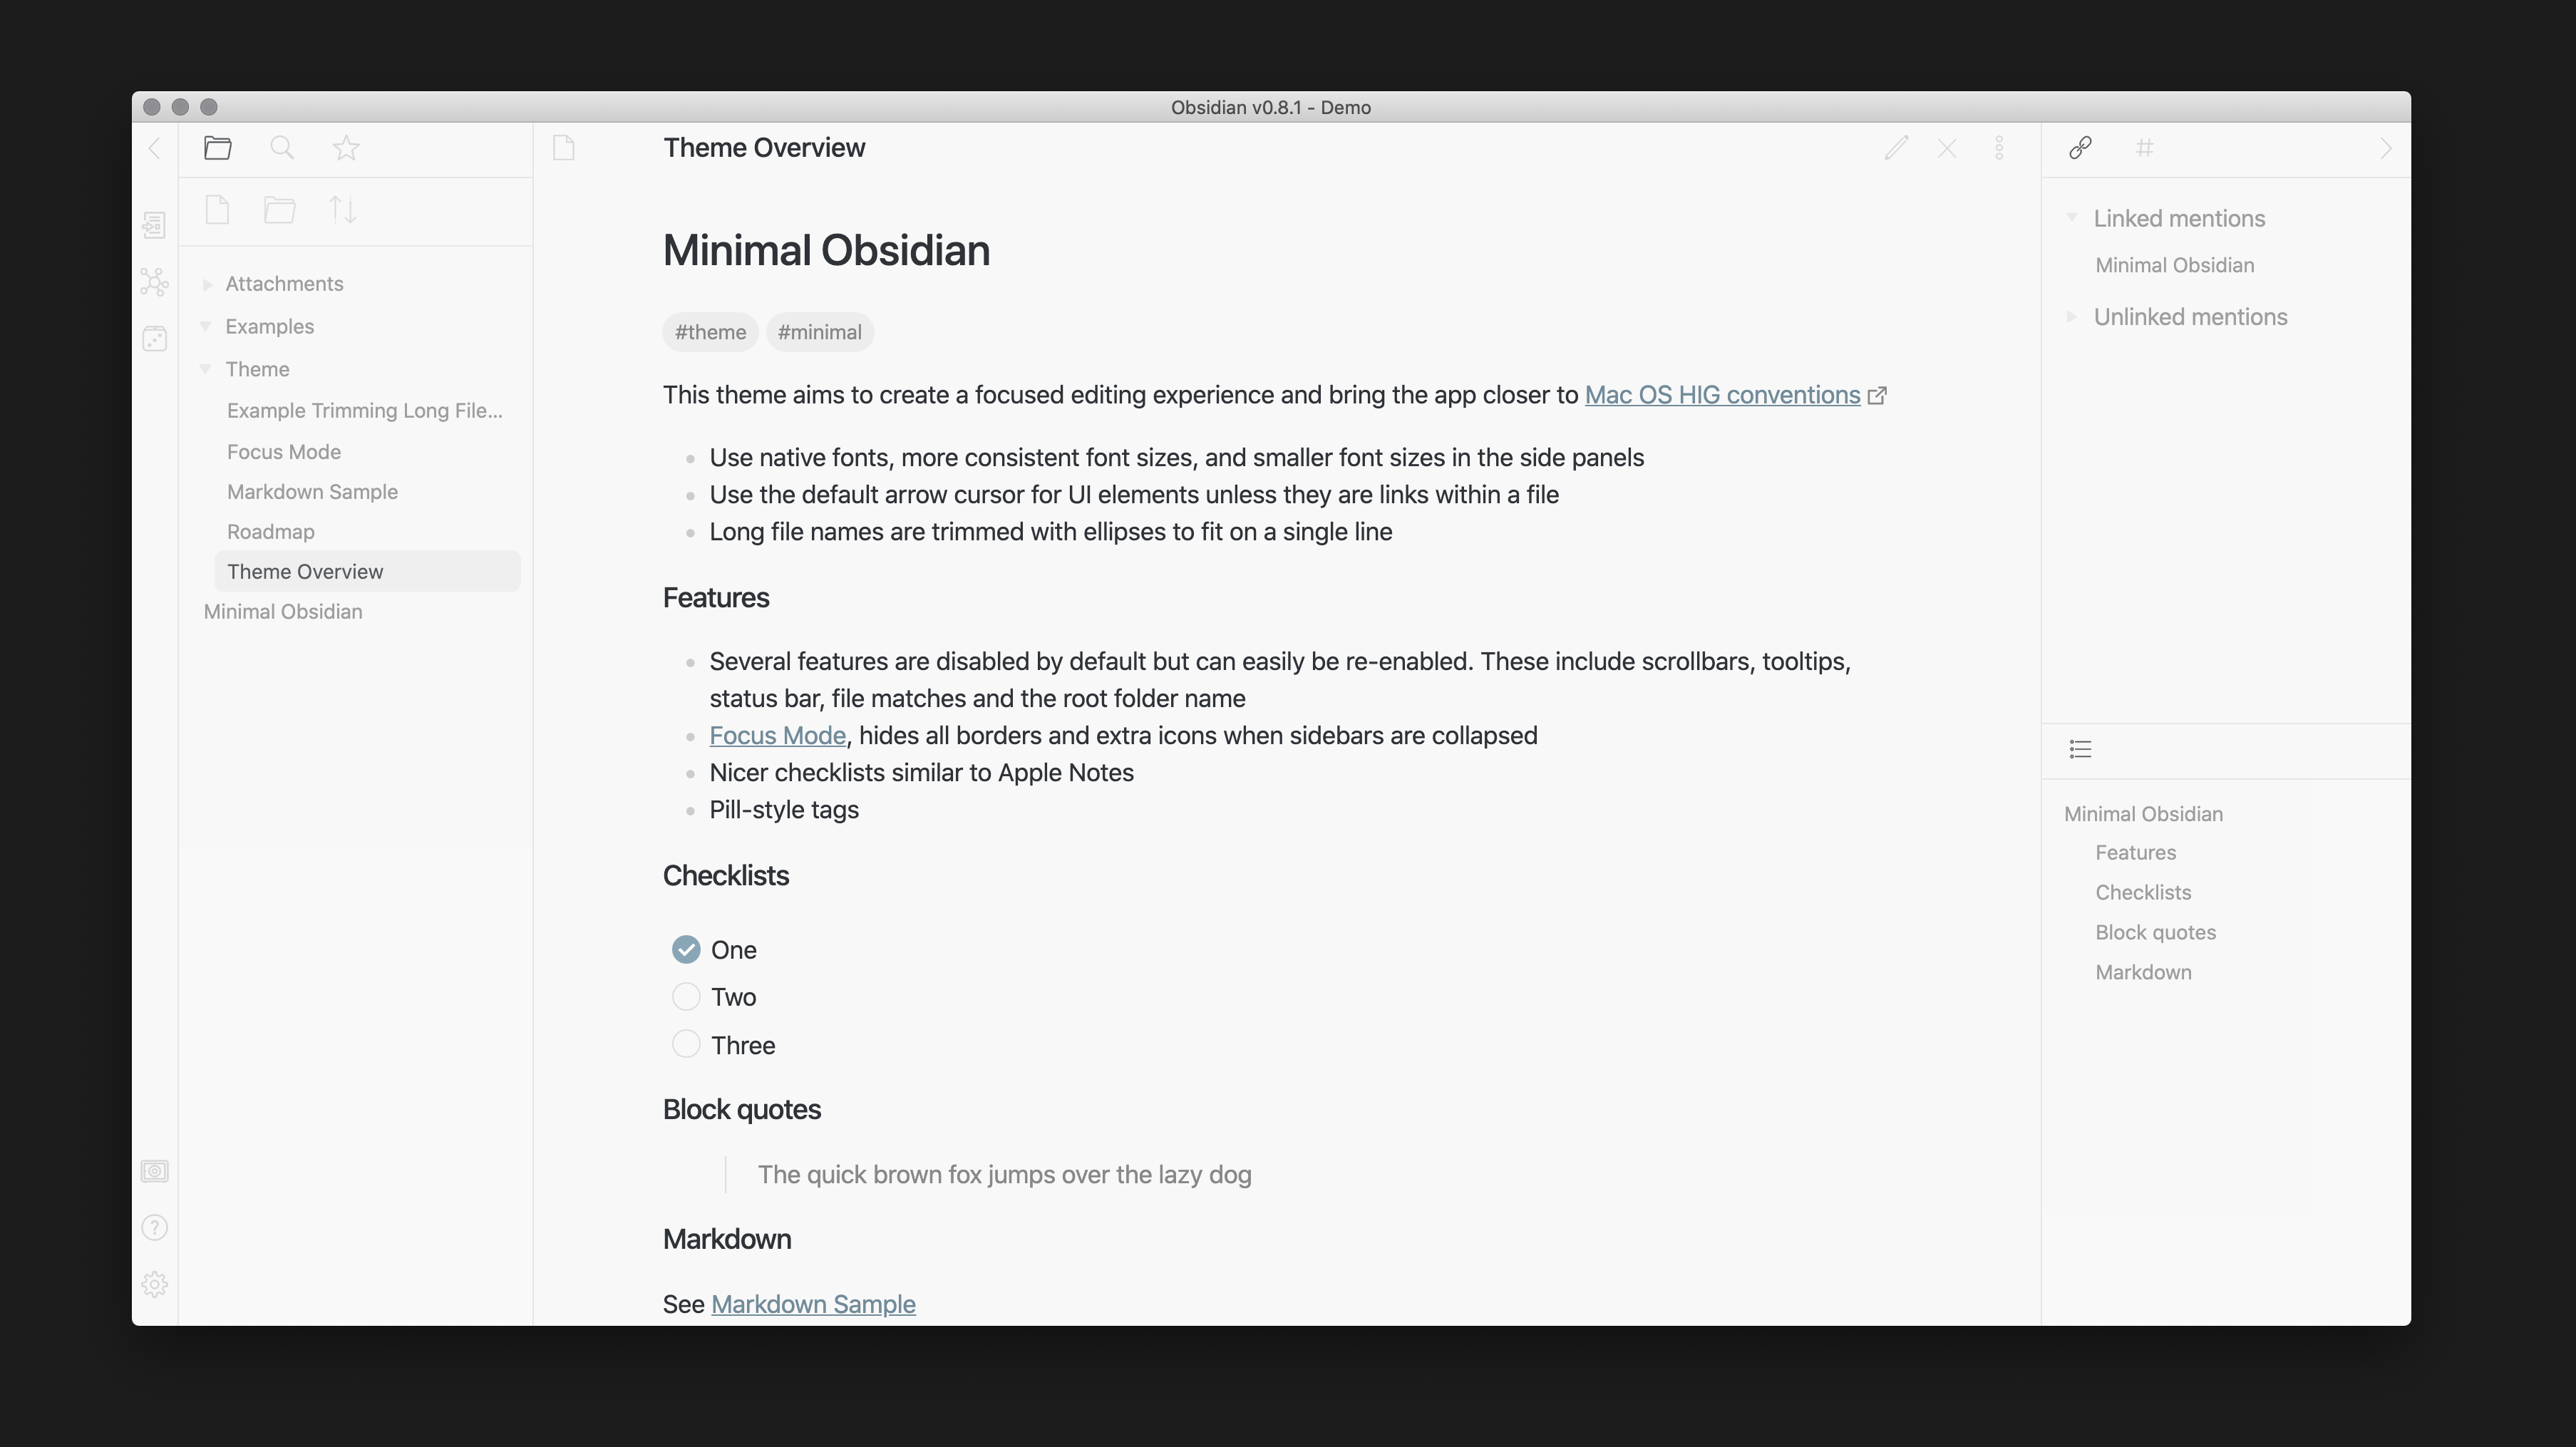 Obsidian v0.8.1 - Demo
Attachments
Examples
Theme
Example Trimming Long File...
Focus Mode
Markdown Sample
Roadmap
Theme Overview
Minimal Obsidian
Theme Overview
Minimal Obsidian
#theme #minimal
This theme aims to create a focused editing experience and bring the app closer to Mac OS HIG conventions
Use native fonts, more consistent font sizes, and smaller font sizes in the side panels
Use the default arrow cursor for UI elements unless they are links within a file
Long file names are trimmed with ellipses to fit on a single line
Features
Several features are disabled by default but can easily be re-enabled. These include scrollbars, tooltips,
status bar, file matches and the root folder name
Focus Mode, hides all borders and extra icons when sidebars are collapsed
Nicer checklists similar to Apple Notes
Pill-style tags
Checklists
One
Two
Three
Block quotes
The quick brown fox jumps over the lazy dog
Markdown
See Markdown Sample
Linked mentions
Minimal Obsidian
Unlinked mentions
Minimal Obsidian
Features
Checklists
Block quotes
Markdown